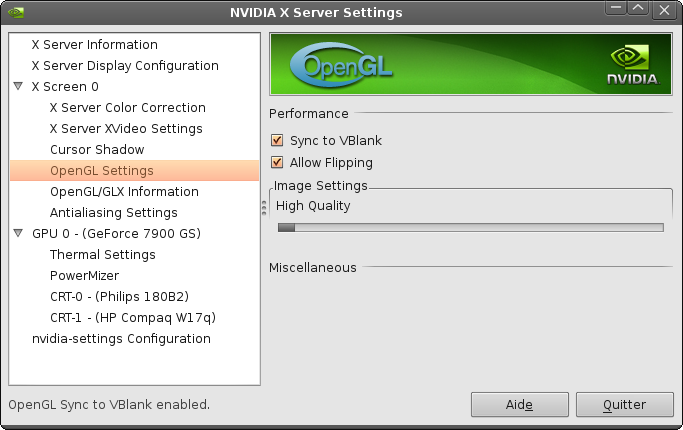 NVIDIA X Server Settings
X Server Information
X Server Display Configuration
X Screen 0
X Server Color Correction
X Server XVideo Settings
Cursor Shadow
OpenGL Settings
OpenGL/GLX Information
Antialiasing Settings
GPU 0 - (GeForce 7900 GS)
Thermal Settings
PowerMizer
CRT-0 - (Philips 180B2)
CRT-1 - (HP Compaq W17q)
nvidia-settings Configuration
OpenGL
NVIDIA
Performance
Sync to VBlank
Allow Flipping
Image Settings
High Quality
Miscellaneous
OpenGL Sync to VBlank enabled.
Aide
Quitter